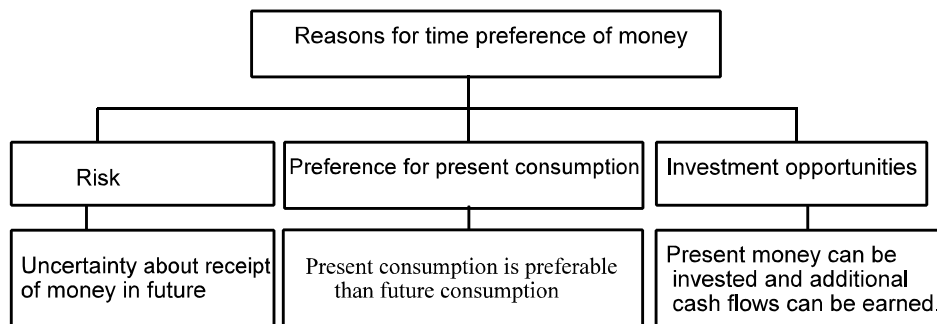 Reasons for time preference of money
Risk
Preference for present consumption
Investment opportunities
Uncertainty about receipt
of money in future
Present consumption is preferable
than future consumption
Present money can be
invested and additional
cash flows can be earned.